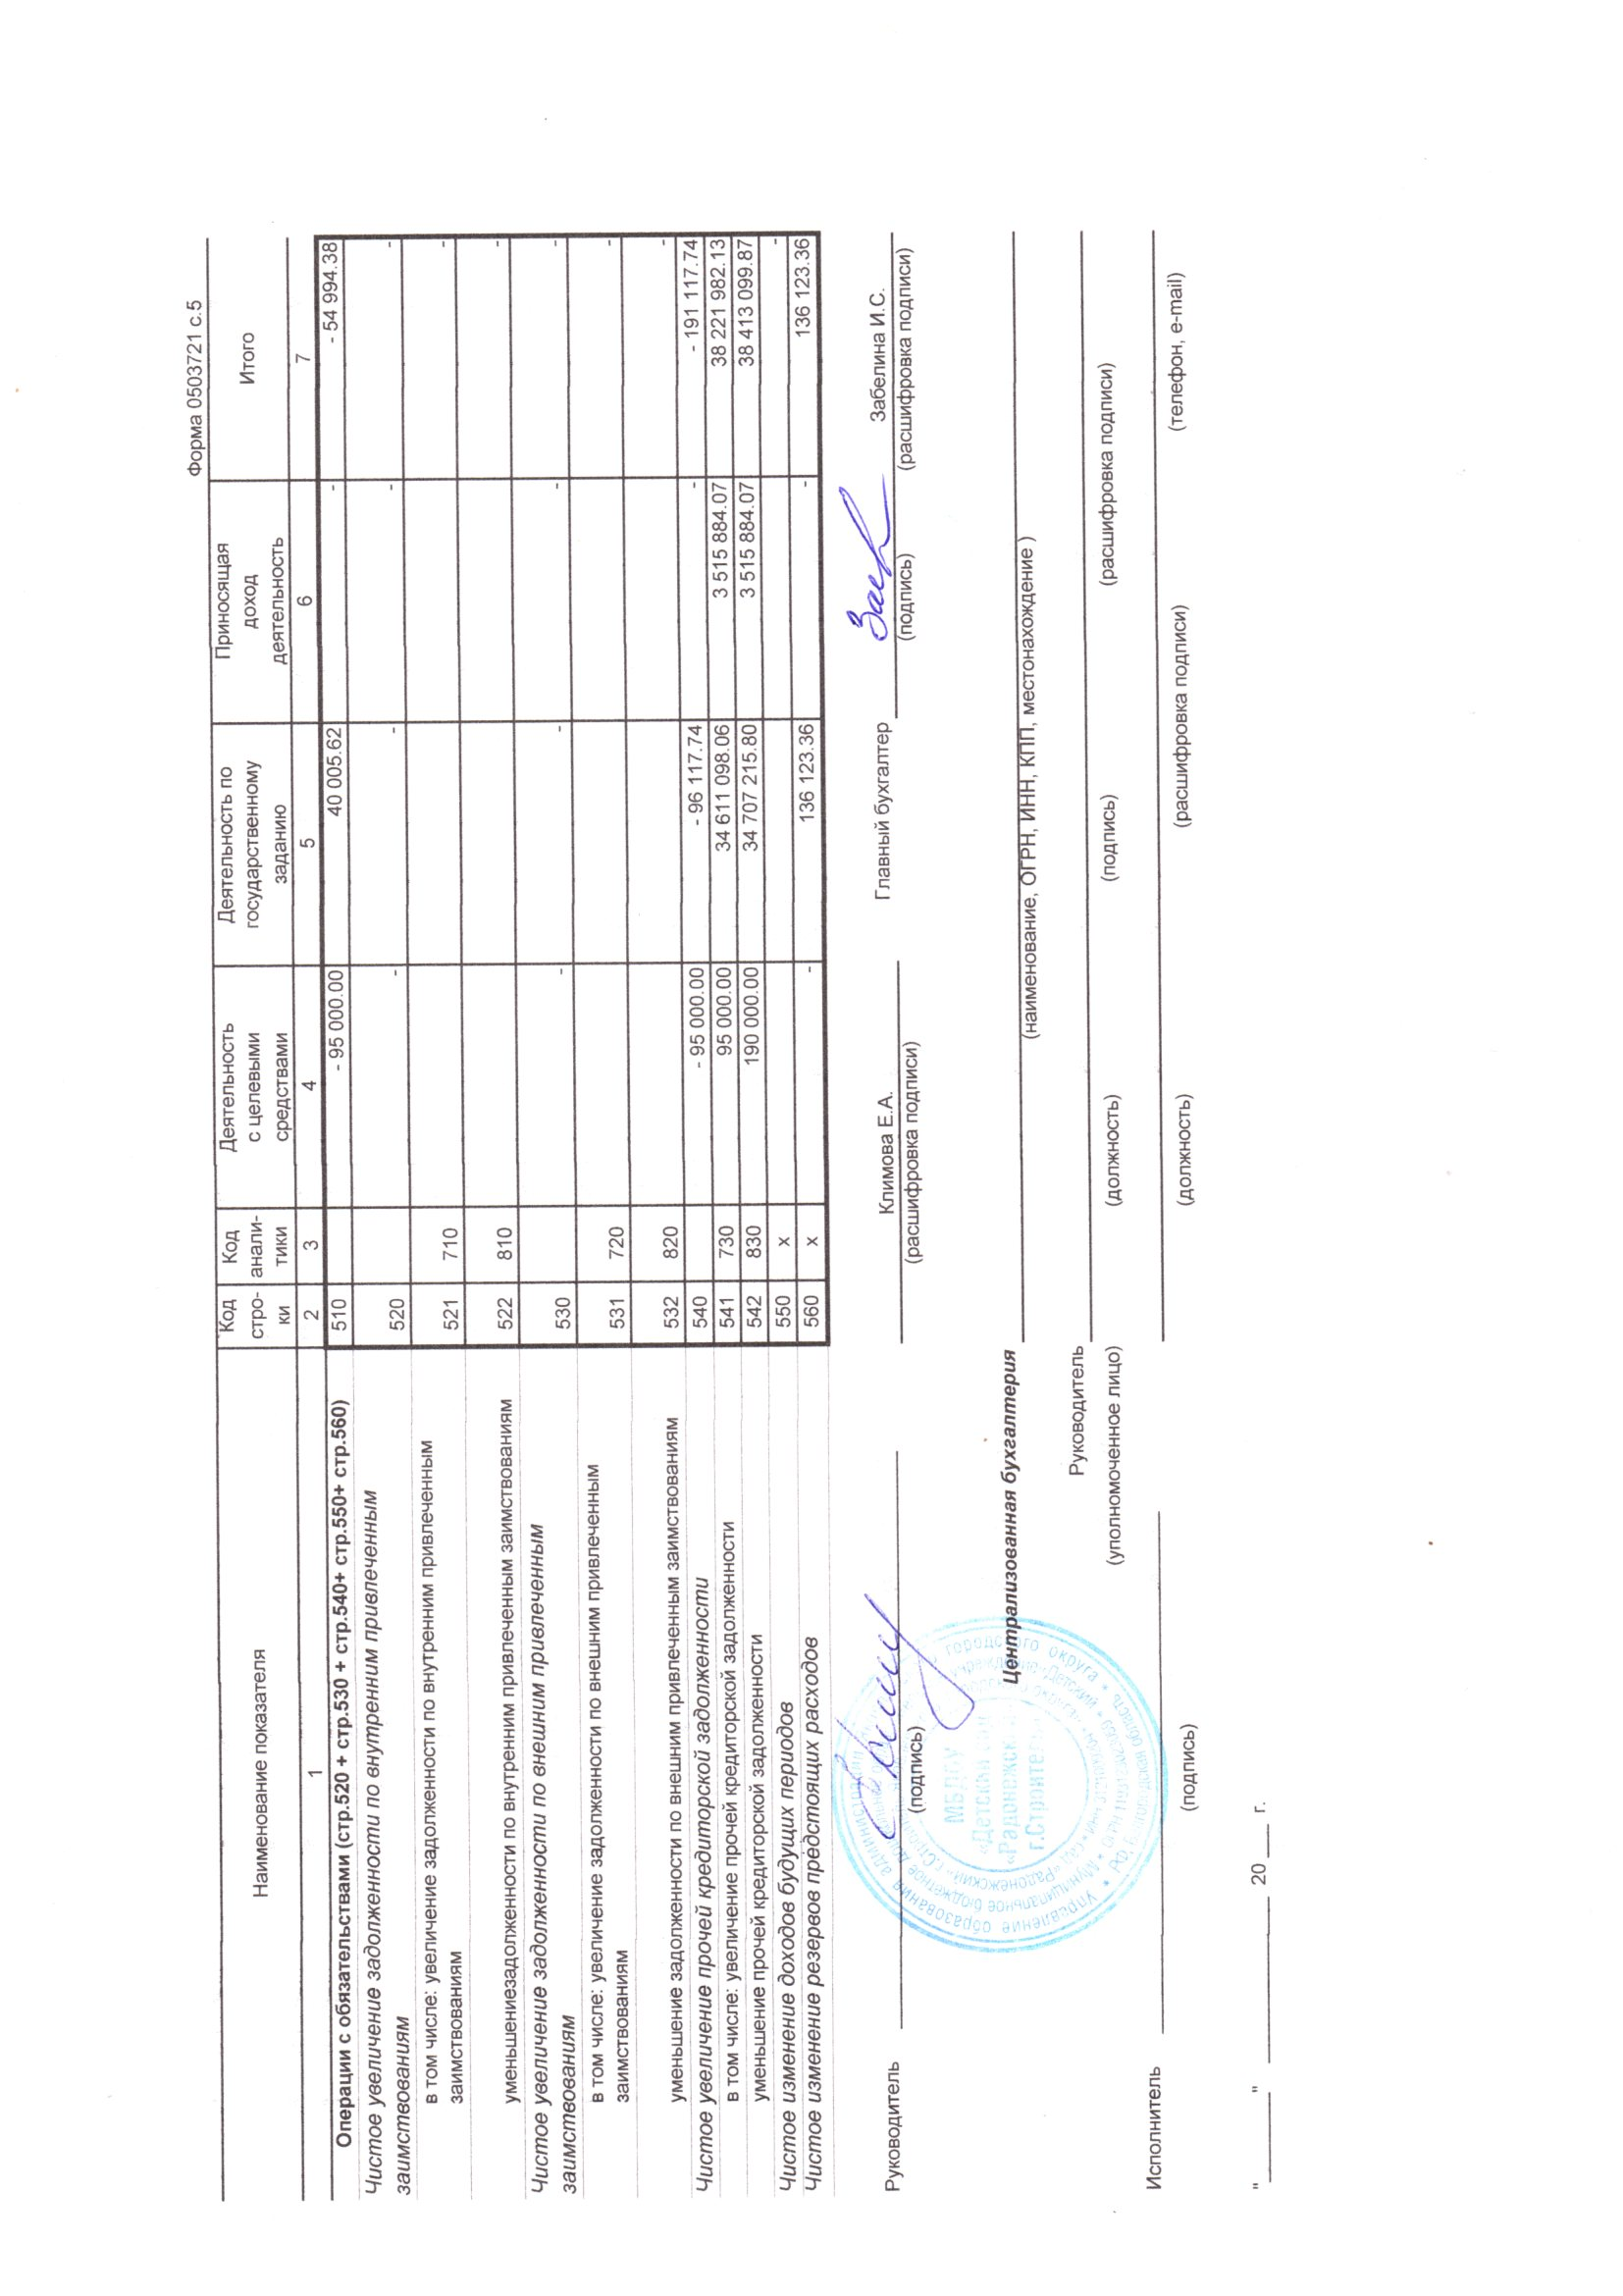 Форма 0503721 с.5
Наименование показателя Код стро- ки Код анали- тики Деятельность с целевыми средствами Деятельность по государственному заданию Приносящая доход деятельность Итого
1 2 3 4 5 6 7
Операции с обязательствами (стр.520 + стр.530 + стр.540+ стр.550+ стр.560) 510 - 95 000.00 40 005.62 - - 54 994.38
Чистое увеличение задолженности по внутренним привлеченным
заимствованиям 520 - - - -
в том числе: увеличение задолженности по внутренним привлеченным
заимствованиям 521 710 -
уменьшениезадолженности по внутренним привлеченным заимствованиям 522 810 -
Чистое увеличение задолженности по внешним привлеченным
заимствованиям 530 - - - -
в том числе: увеличение задолженности по внешним привлеченным
заимствованиям 531 720 -
уменьшение задолженности по внешним привлеченным заимствованиям 532 820 -
Чистое увеличение прочей кредиторской задолженности 540 - 95 000.00 - 96 117.74 - - 191 117.74
в том числе: увеличение прочей кредиторской задолженности 541 730 95 000.00 34 611 098.06 3 515 884.07 38 221 982.13
уменьшение прочей кредиторской задолженности 542 830 190 000.00 34 707 215.80 3 515 884.07 38 413 099.87
Чистое изменение доходов будущих периодов 550 х -
Чистое изменение резервов предстоящих расходов 560 х - 136 123.36 - 136 123.36
Руководитель Климова Е.А. Главный бухгалтер Забелина И.С.
(подпись) (расшифровка подписи) (подпись) (расшифровка подписи)
МБДОУ
«Детский сад
«Радонежский»
г.Строитель
Централизованная бухгалтерия
(наименование, ОГРН, ИНН, КПП, местонахождение )
Руководитель
(уполномоченное лицо) (должность) (подпись) (расшифровка подписи)
Исполнитель
(подпись) (должность) (расшифровка подписи) (телефон, e-mail)
" " 20 г.